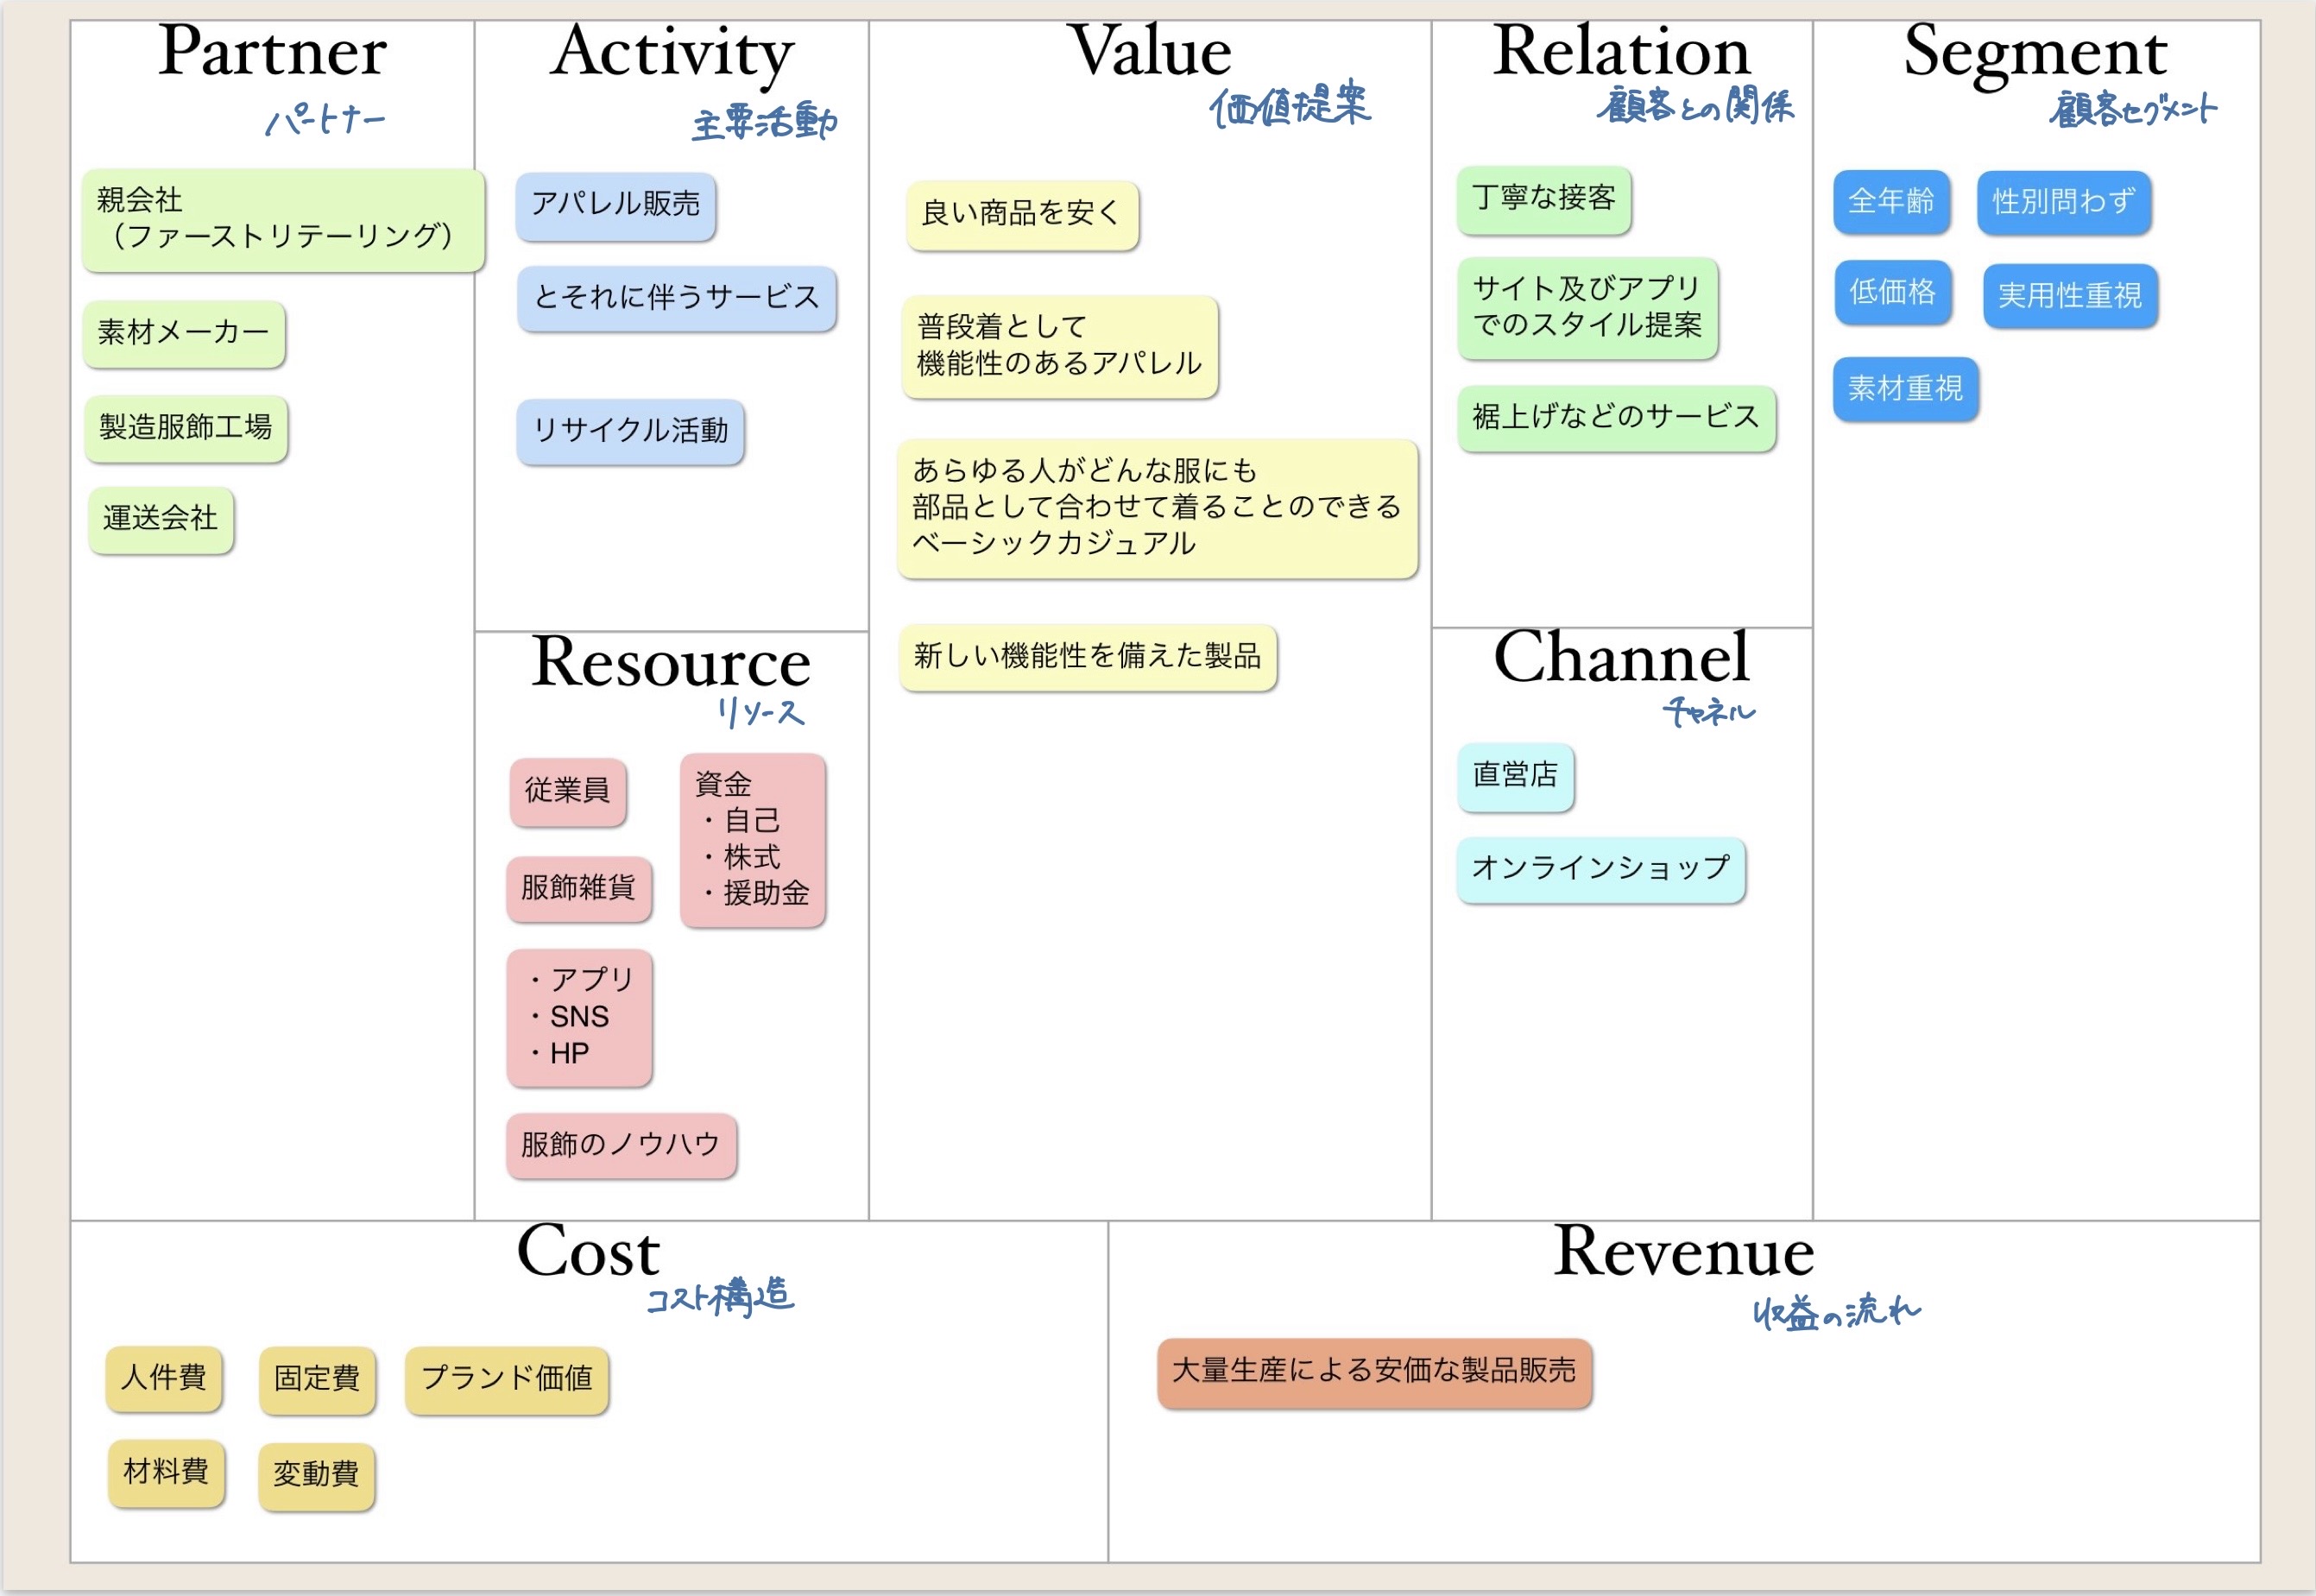 Partner
パートナー
親会社
（ファーストリテーリング）
素材メーカー
製造服飾工場
運送会社
Activity
主要活動
アパレル販売
とそれに伴うサービス
リサイクル活動
Resource
リソース
従業員
資金
・自己
・株式
・援助金
服飾雑貨
・アプリ
・SNS
・HP
服飾のノウハウ
Value
価値提案
良い商品を安く
普段着として
機能性のあるアパレル
あらゆる人がどんな服にも
部品として合わせて着ることのできる
ベーシックカジュアル
新しい機能性を備えた製品
Relation
顧客との関係
丁寧な接客
サイト及びアプリ
でのスタイル提案
裾上げなどのサービス
Channel
チャネル
直営店
オンラインショップ
Segment
顧客セグメント
全年齢
性別問わず
低価格
実用性重視
素材重視
Cost
コスト構造
人件費
固定費
ブランド価値
材料費
変動費
Revenue
収益の流れ
大量生産による安価な製品販売